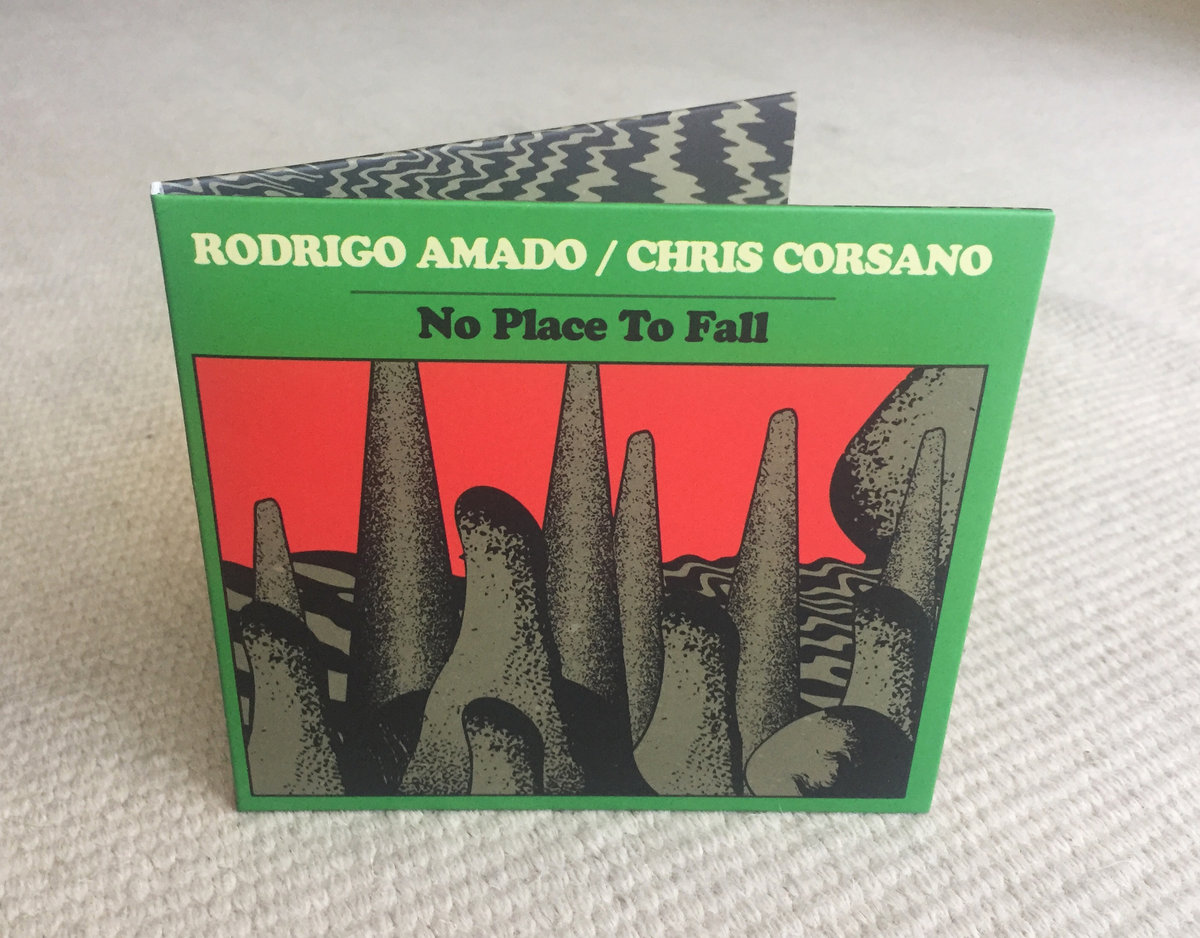 RODRIGO AMADO / CHRIS CORSANO
No Place To Fall